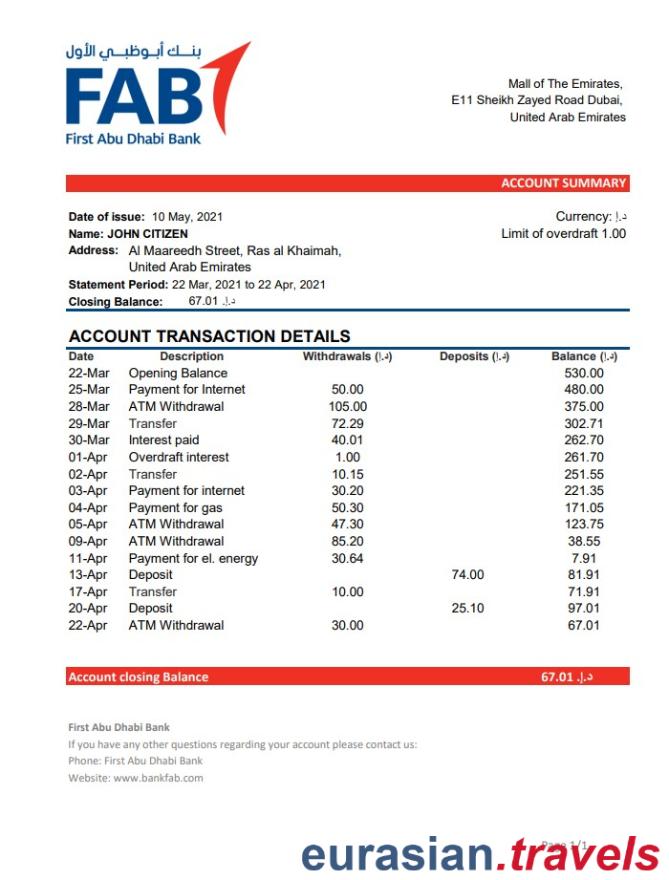 بنك أبوظبي الأول
FAB
First Abu Dhabi Bank
Mall of The Emirates,
E11 Sheikh Zayed Road Dubai,
United Arab Emirates
ACCOUNT SUMMARY
Date of issue: 10 May, 2021
Currency: د.إ.
Name: JOHN CITIZEN
Limit of overdraft 1.00
Address: Al Maareedh Street, Ras al Khaimah,
United Arab Emirates
Statement Period: 22 Mar, 2021 to 22 Apr, 2021
Closing Balance: 67.01 د.إ.
ACCOUNT TRANSACTION DETAILS
Date Description Withdrawals (د.إ) Deposits (د.إ) Balance (د.إ)
22-Mar Opening Balance 530.00
25-Mar Payment for Internet 50.00 480.00
28-Mar ATM Withdrawal 105.00 375.00
29-Mar Transfer 72.29 302.71
30-Mar Interest paid 40.01 262.70
01-Apr Overdraft interest 1.00 261.70
02-Apr Transfer 10.15 251.55
03-Apr Payment for internet 30.20 221.35
04-Apr Payment for gas 50.30 171.05
05-Apr ATM Withdrawal 47.30 123.75
09-Apr ATM Withdrawal 85.20 38.55
11-Apr Payment for el. energy 30.64 7.91
13-Apr Deposit 74.00 81.91
17-Apr Transfer 10.00 71.91
20-Apr Deposit 25.10 97.01
22-Apr ATM Withdrawal 30.00 67.01
Account closing Balance 67.01 د.إ.
First Abu Dhabi Bank
If you have any other questions regarding your account please contact us:
Phone: First Abu Dhabi Bank
Website: www.bankfab.com
Page 1/1
eurasian.travels